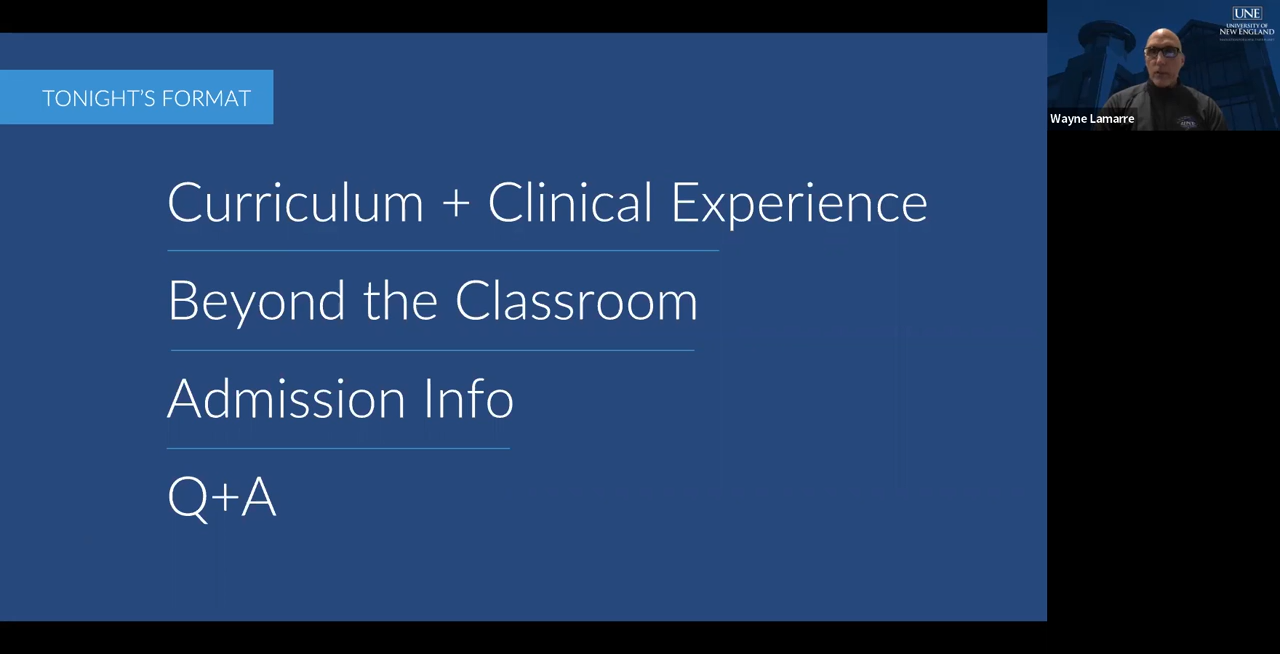 TONIGHT'S FORMAT
Curriculum + Clinical Experience
Beyond the Classroom
Admission Info
Q+A
UNE
UNIVERSITY OF
NEW ENGLAND
Wayne Lamarre